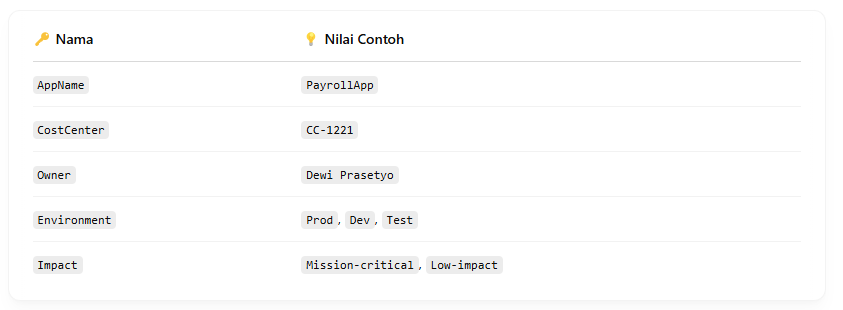 🔑 Nama 💡 Nilai Contoh
AppName PayrollApp
CostCenter CC-1221
Owner Dewi Prasetyo
Environment Prod, Dev, Test
Impact Mission-critical, Low-impact